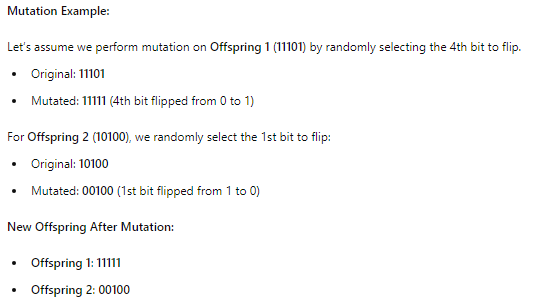 Mutation Example:
Let's assume we perform mutation on Offspring 1 (11101) by randomly selecting the 4th bit to flip.
• Original: 11101
• Mutated: 11111 (4th bit flipped from 0 to 1)
For Offspring 2 (10100), we randomly select the 1st bit to flip:
• Original: 10100
• Mutated: 00100 (1st bit flipped from 1 to 0)
New Offspring After Mutation:
• Offspring 1: 11111
• Offspring 2: 00100